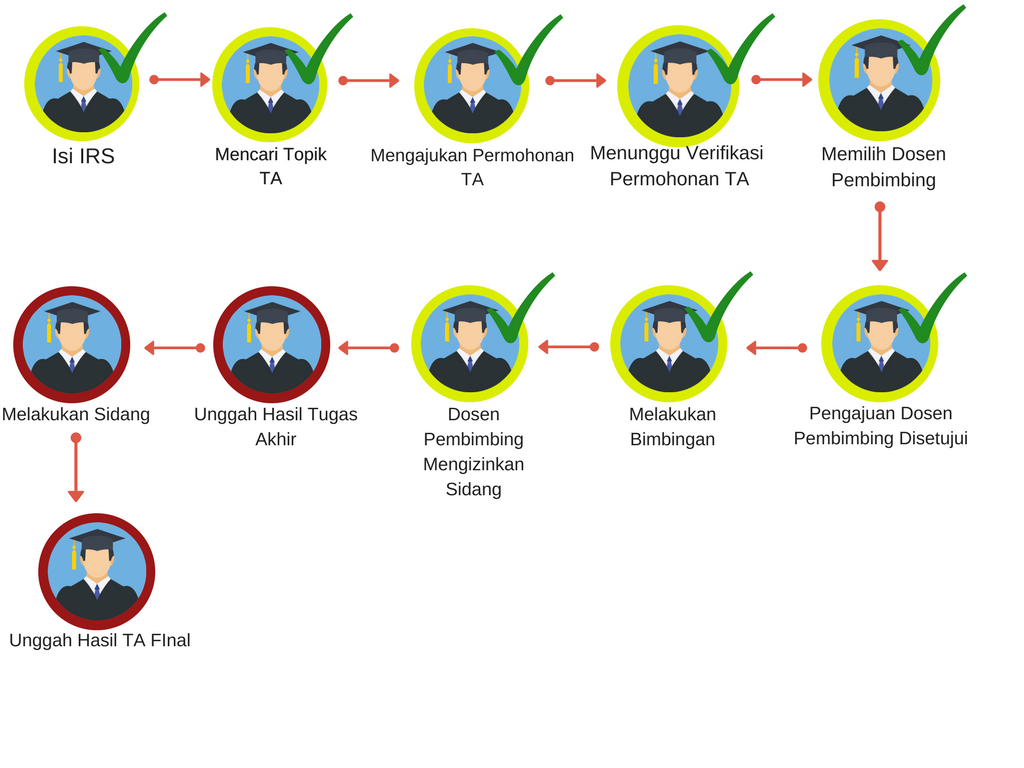 Isi IRS
Mencari Topik
TA
Mengajukan Permohonan
TA
Menunggu Verifikasi
Permohonan TA
Memilih Dosen
Pembimbing
Pengajuan Dosen
Pembimbing Disetujui
Melakukan
Bimbingan
Dosen
Pembimbing
Mengizinkan
Sidang
Unggah Hasil Tugas
Akhir
Melakukan Sidang
Unggah Hasil TA FInal